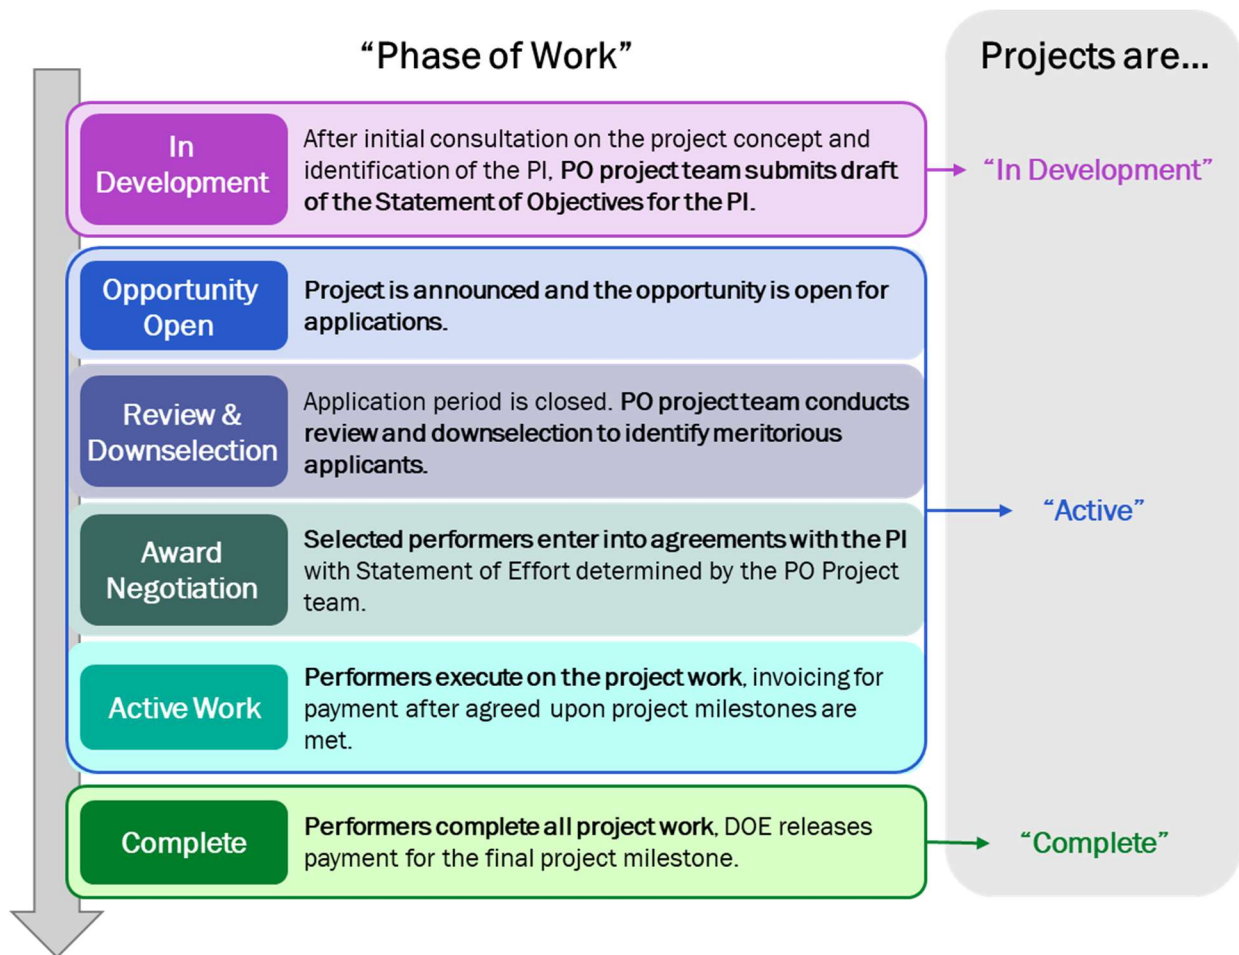 “Phase of Work”
Projects are...
In
Development
After initial consultation on the project concept and
identification of the PI, PO project team submits draft
of the Statement of Objectives for the PI.
“In Development”
Opportunity
Open
Project is announced and the opportunity is open for
applications.
Review &
Downselection
Application period is closed. PO project team conducts
review and downselection to identify meritorious
applicants.
“Active”
Award
Negotiation
Selected performers enter into agreements with the PI
with Statement of Effort determined by the PO Project
team.
Active Work
Performers execute on the project work, invoicing for
payment after agreed upon project milestones are
met.
Complete
Performers complete all project work, DOE releases
payment for the final project milestone.
“Complete”